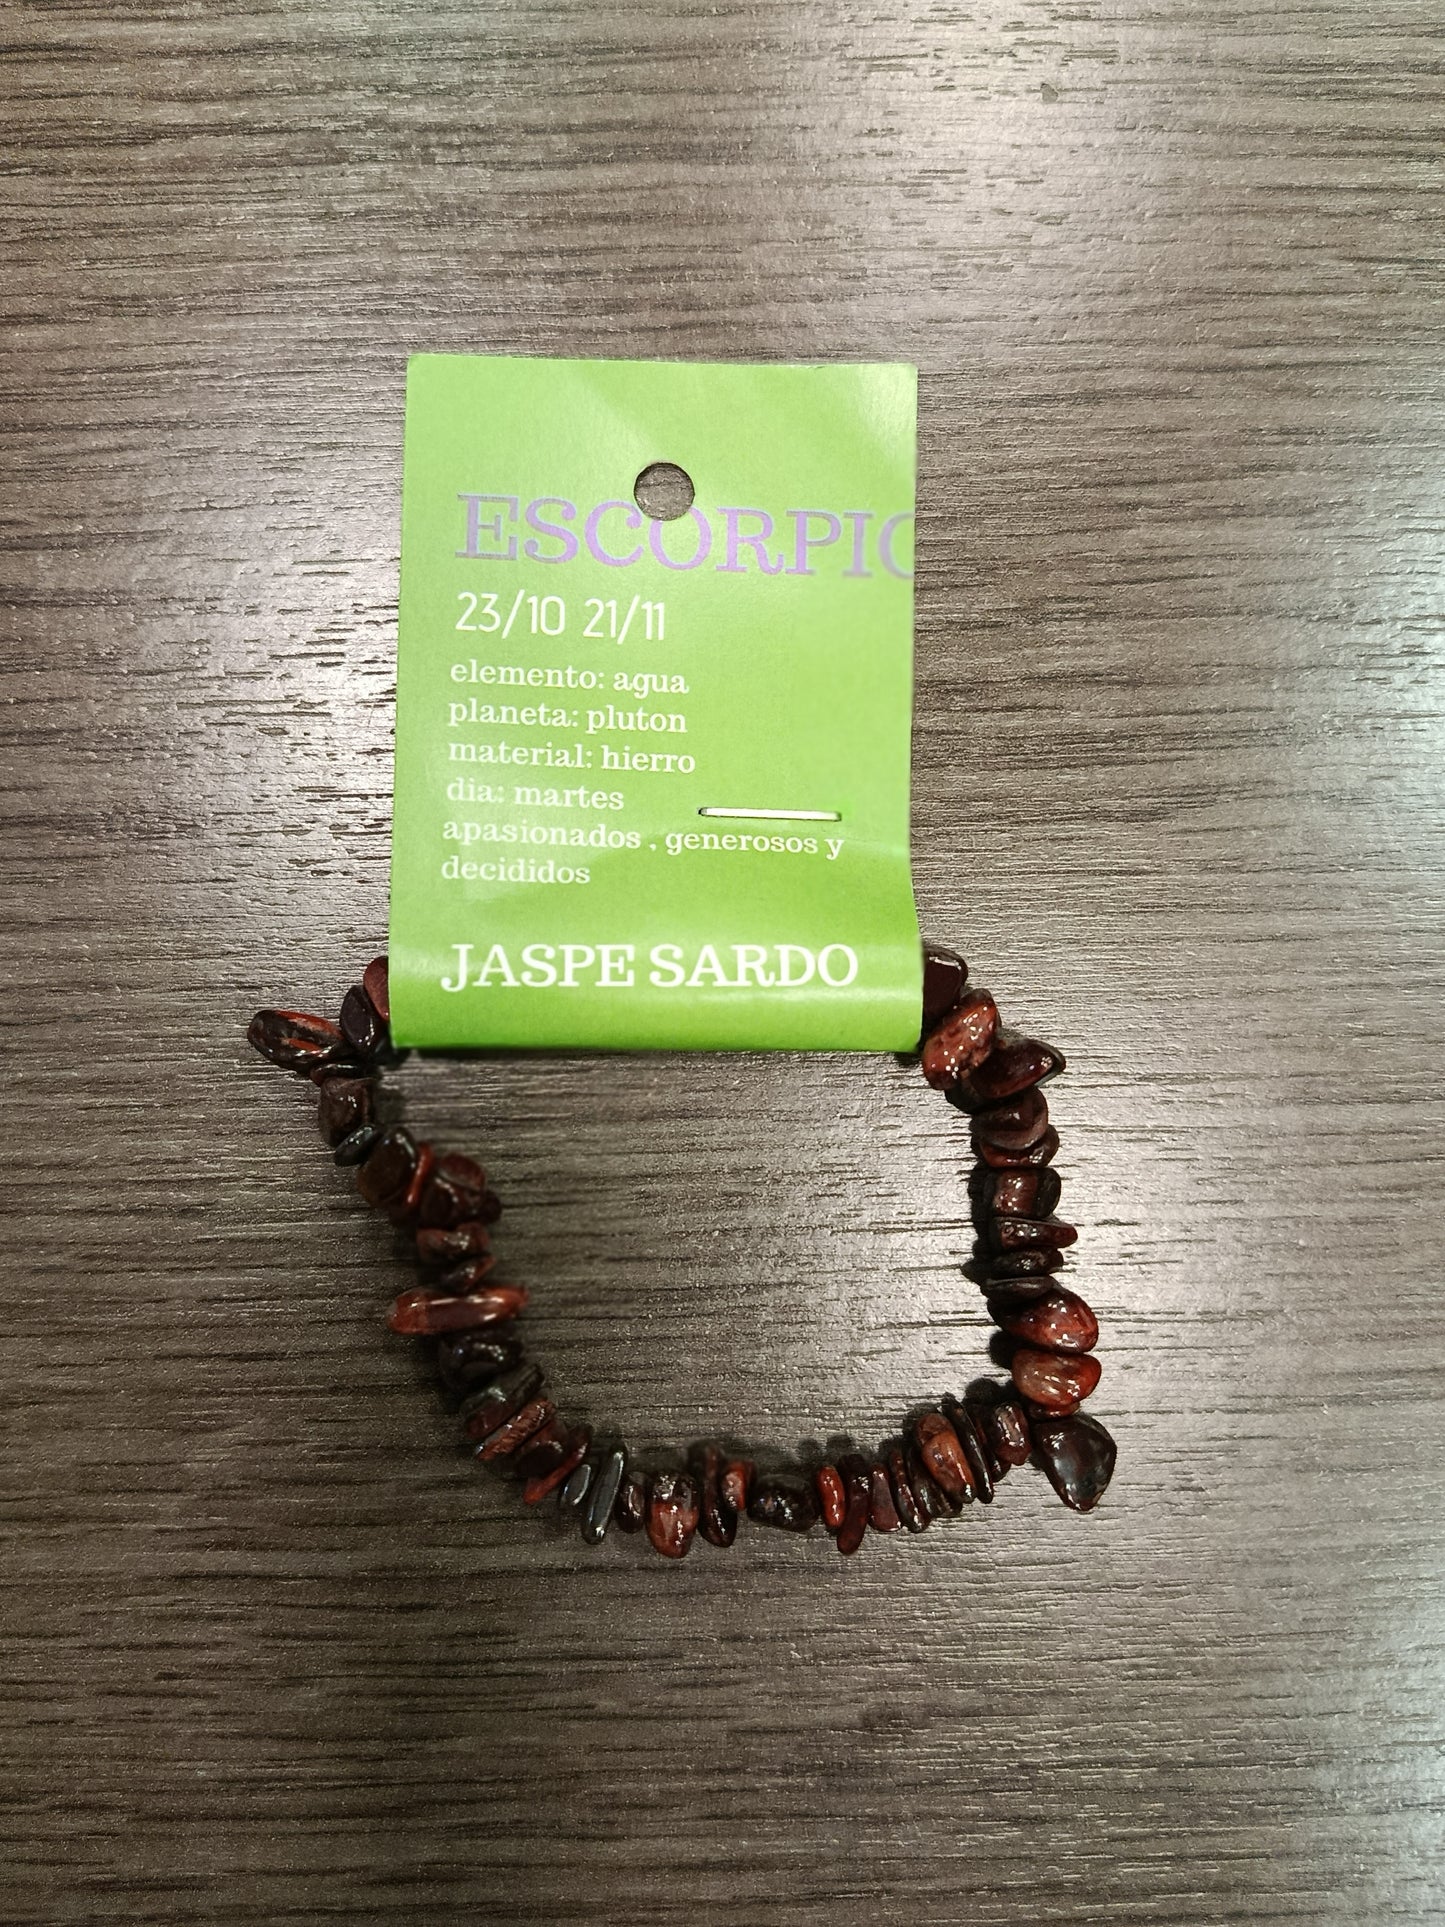 ESCORPIO
23/10 21/11
elemento: agua
planeta: pluton
material: hierro
dia: martes
apasionados , generosos y
decididos
JASPE SARDO